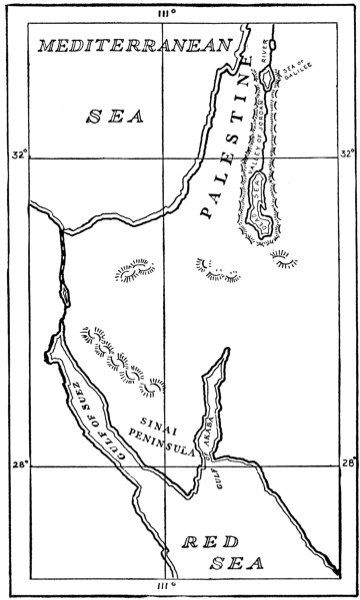 111°
MEDITERRANEAN
SEA
RIVER
SEA OF
GALILEE
VALLEY OF JORDAN
PALESTINE
32°
32°
DEAD SEA
GULF OF SUEZ
SINAI
PENINSULA
GULF OF AKABA
28°
28°
RED
SEA
111°